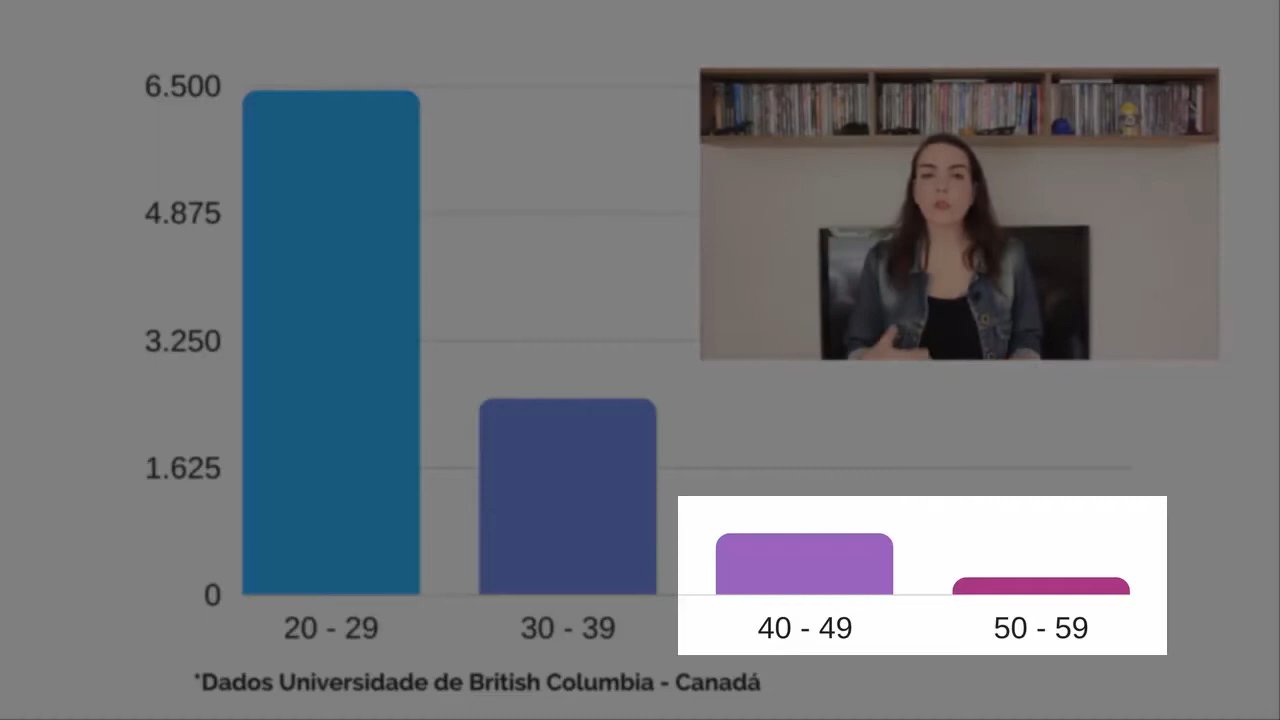 6.500
4.875
3.250
1.625
0
20 - 29
30 - 39
40 - 49
50 - 59
*Dados Universidade de British Columbia - Canadá